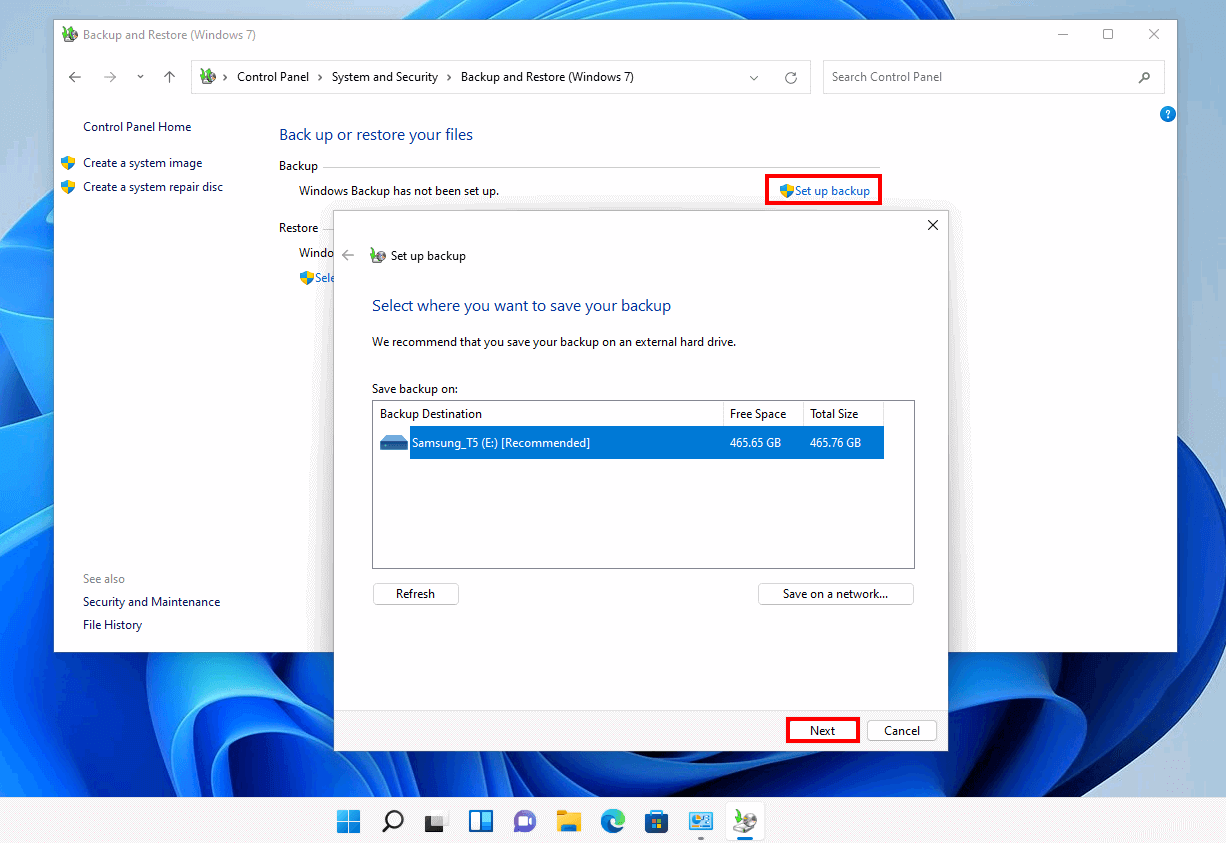 Backup and Restore (Windows 7)
Control Panel > System and Security > Backup and Restore (Windows 7)
Search Control Panel
?
Control Panel Home
Create a system image
Create a system repair disc
Back up or restore your files
Backup
Windows Backup has not been set up.
Set up backup
Restore
Windo
Sele
Set up backup
Select where you want to save your backup
We recommend that you save your backup on an external hard drive.
Save backup on:
Backup Destination Free Space Total Size
Samsung_T5 (E:) [Recommended] 465.65 GB 465.76 GB
Refresh
Save on a network...
Next
Cancel
See also
Security and Maintenance
File History